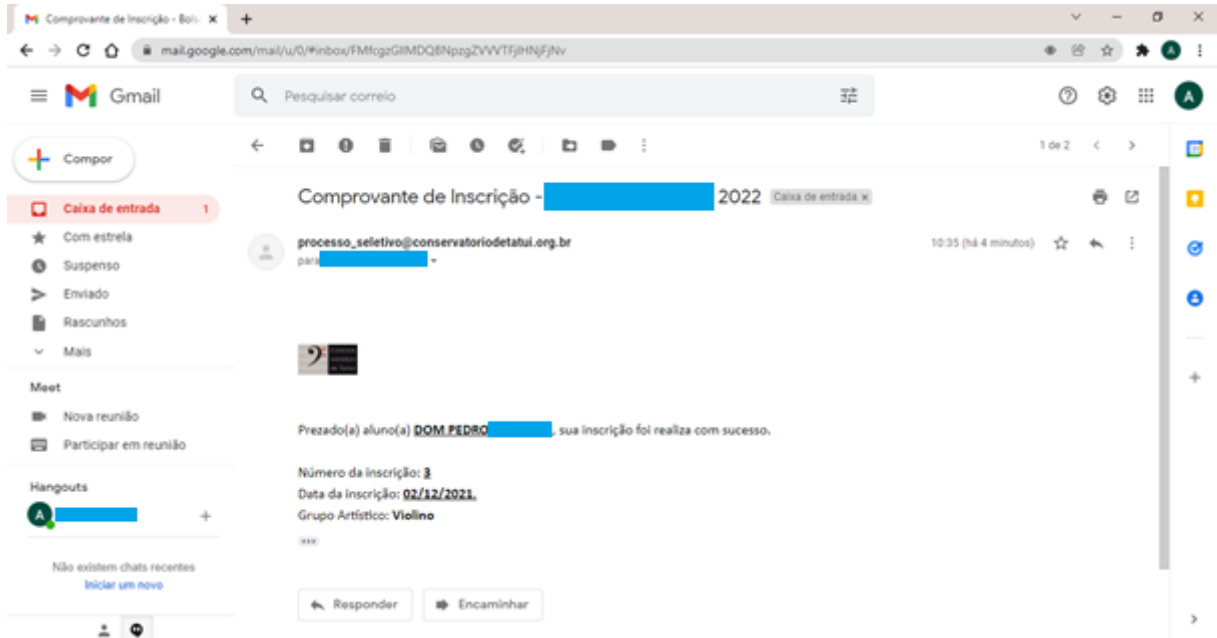 Comprovante de Inscrição - Bols
mail.google.com/mail/u/0/#inbox/
A
Gmail
Pesquisar correio
A
Compor
1 de 2
Caixa de entrada 1
Com estrela
Suspenso
Enviado
Rascunhos
Mais
Meet
Nova reunião
Participar em reunião
Hangouts
A
Não existem chats recentes
Iniciar um novo
Comprovante de Inscrição - 2022 Caixa de entrada x
processo_seletivo@conservatoriodetatui.org.br 10:35 (há 4 minutos)
para
Prezado(a) aluno(a) DOM PEDRO , sua inscrição foi realiza com sucesso.
Número da inscrição: 3
Data da inscrição: 02/12/2021.
Grupo Artístico: Violino
Responder Encaminhar